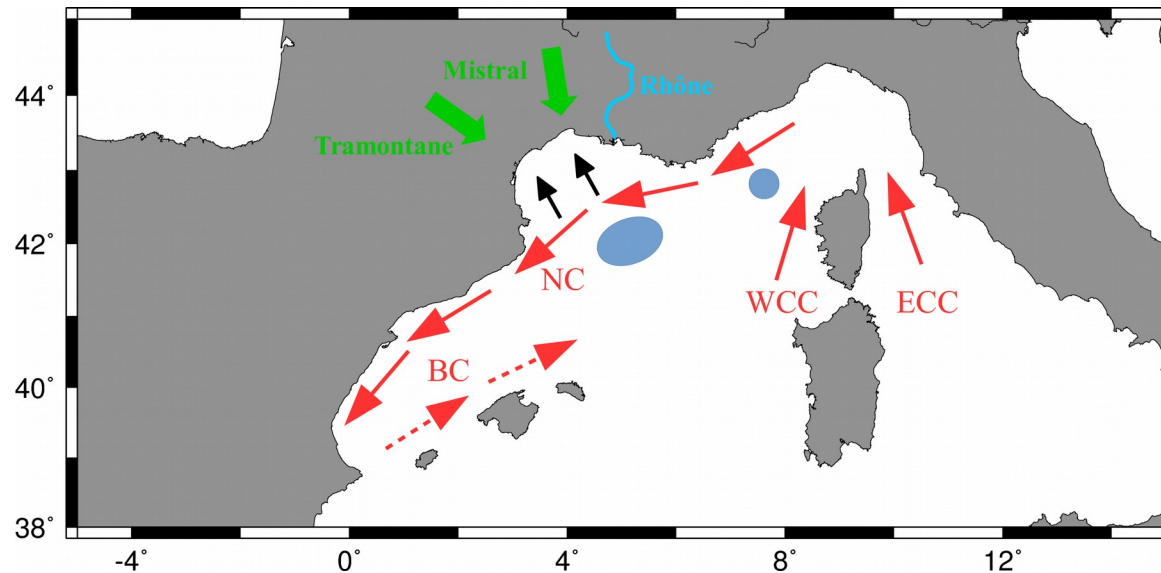 Mistral
Rhône
Tramontane
44˚
42˚
40˚
38˚
NC
WCC
ECC
BC
-4˚
0˚
4˚
8˚
12˚